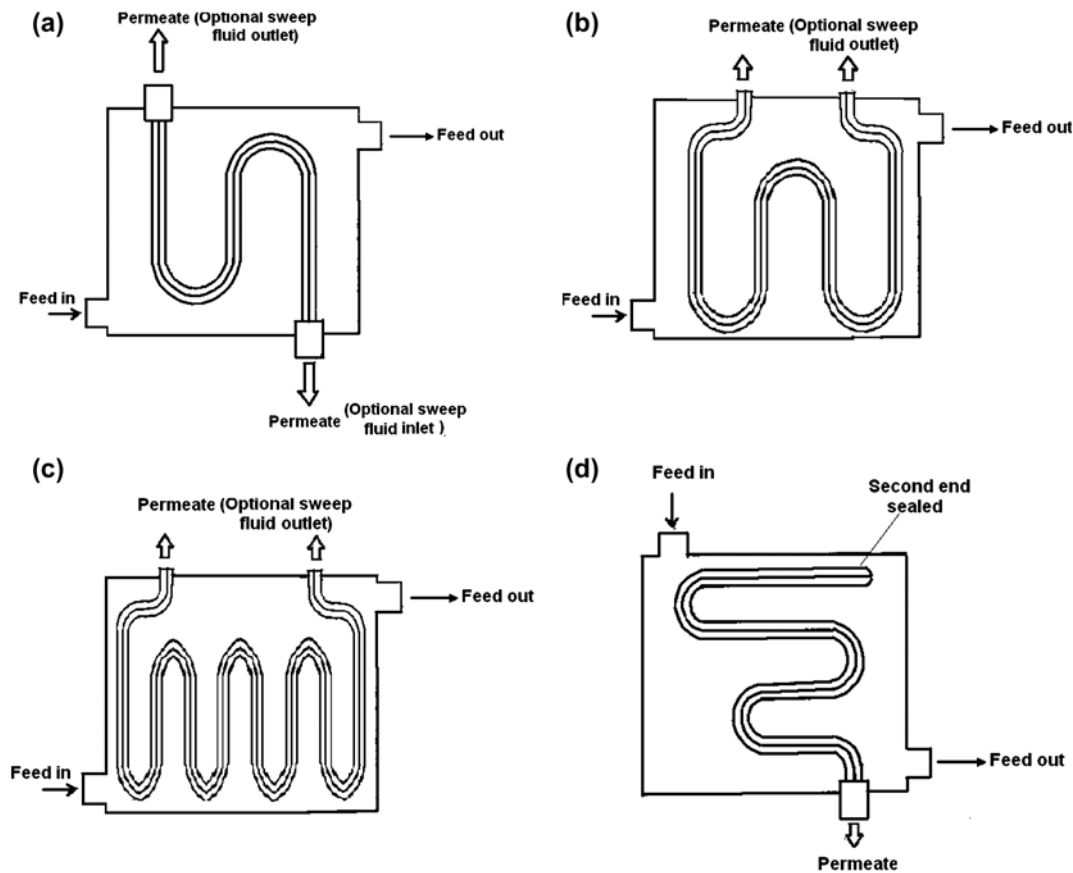 (a)
Permeate (Optional sweep
fluid outlet)
Feed out
Feed in
Permeate (Optional sweep
fluid inlet )
(b)
Permeate (Optional sweep
fluid outlet)
Feed out
Feed in
(c)
Permeate (Optional sweep
fluid outlet)
Feed out
Feed in
(d)
Feed in
Second end
sealed
Feed out
Permeate